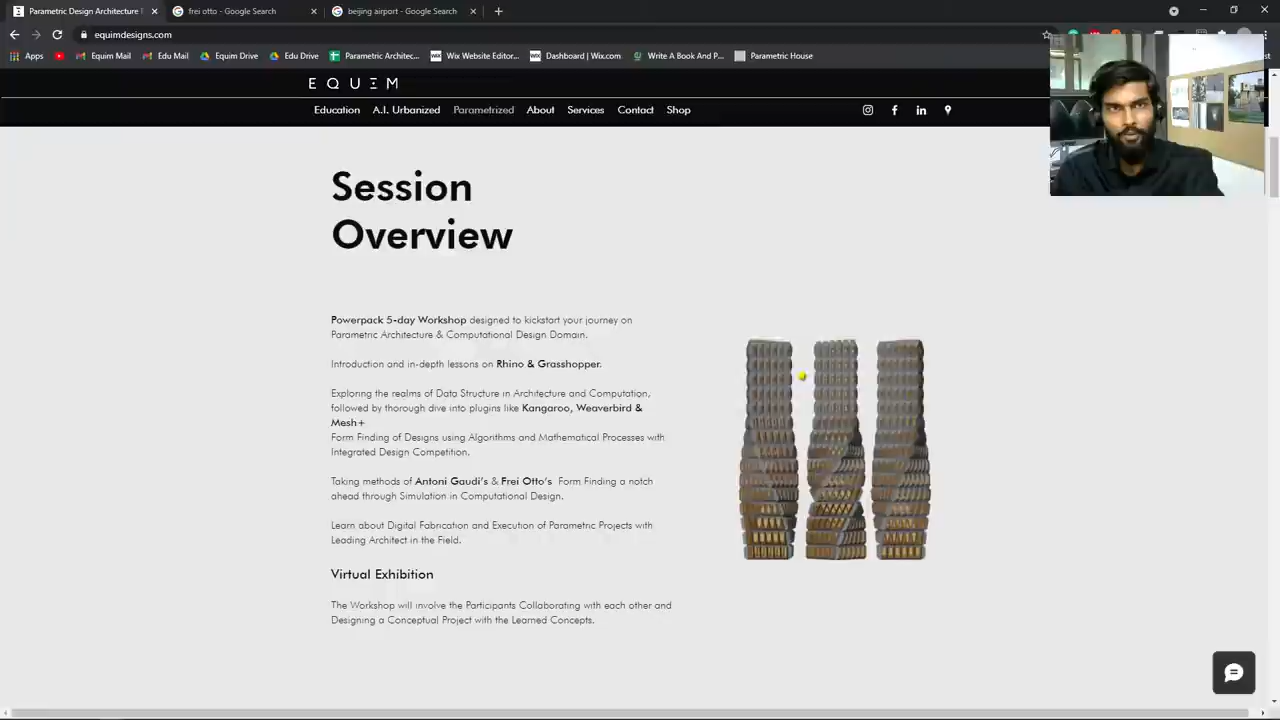 Parametric Design Architecture
frei otto - Google Search
beijing airport - Google Search
equimdesigns.com
Apps
Equim Mail
Edu Mail
Equim Drive
Edu Drive
Parametric Architec...
Wix Website Editor...
Dashboard | Wix.com
Write A Book And P...
Parametric House
EQUIM
Education
A.I. Urbanized
Parametrized
About
Services
Contact
Shop
Session
Overview
Powerpack 5-day Workshop designed to kickstart your journey on
Parametric Architecture & Computational Design Domain.
Introduction and in-depth lessons on Rhino & Grasshopper.
Exploring the realms of Data Structure in Architecture and Computation,
followed by thorough dive into plugins like Kangaroo, Weaverbird &
Mesh+
Form Finding of Designs using Algorithms and Mathematical Processes with
Integrated Design Competition.
Taking methods of Antoni Gaudi's & Frei Otto's Form Finding a notch
ahead through Simulation in Computational Design.
Learn about Digital Fabrication and Execution of Parametric Projects with
Leading Architect in the Field.
Virtual Exhibition
The Workshop will involve the Participants Collaborating with each other and
Designing a Conceptual Project with the Learned Concepts.